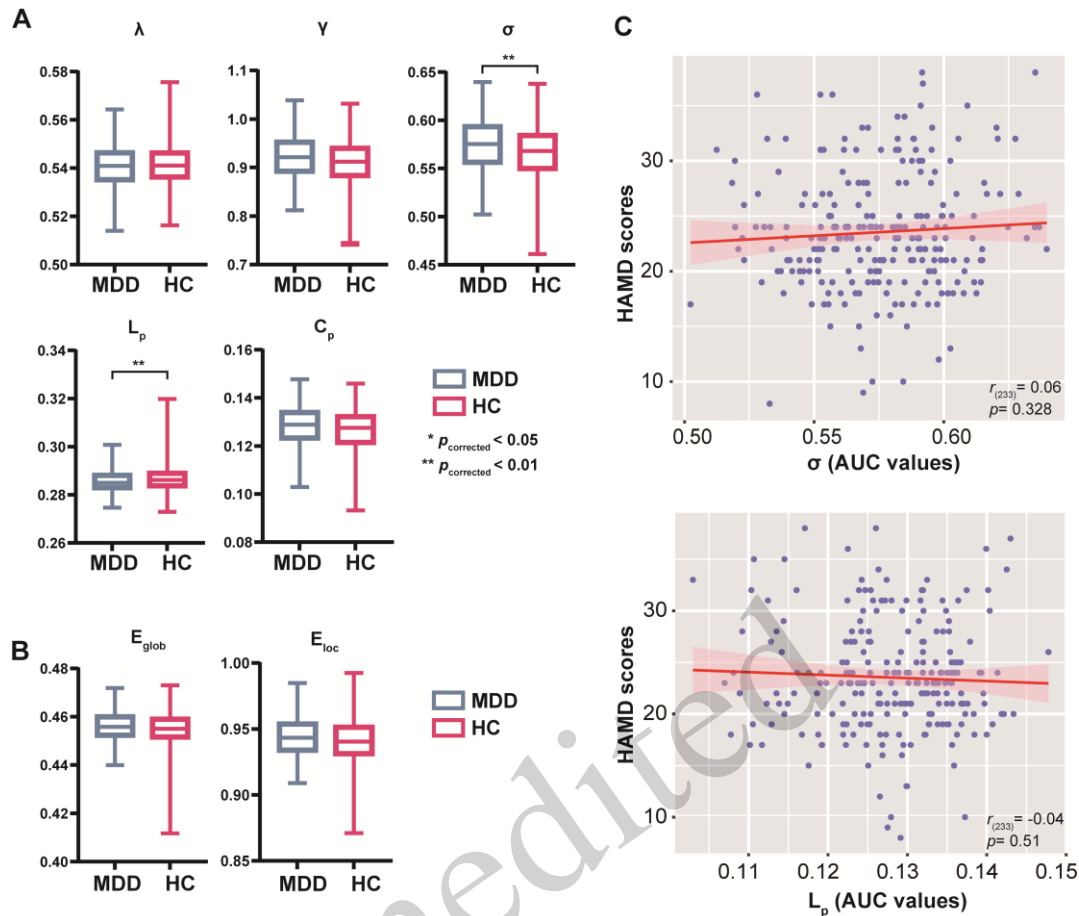 A
λ
γ
σ
0.58
0.56
0.54
0.52
0.50
MDD HC
1.1
1.0
0.9
0.8
0.7
MDD HC
**
0.65
0.60
0.55
0.50
0.45
MDD HC
Lp
**
0.34
0.32
0.30
0.28
0.26
MDD HC
Cp
0.16
0.14
0.12
0.10
0.08
MDD HC
MDD
HC
* pcorrected < 0.05
** pcorrected < 0.01
B
Eglob
0.48
0.46
0.44
0.42
0.40
MDD HC
Eloc
1.00
0.95
0.90
0.85
MDD HC
MDD
HC
C
HAMD scores
30
20
10
r(233)= 0.06
p= 0.328
0.50 0.55 0.60
σ (AUC values)
HAMD scores
30
20
10
r(233)= -0.04
p= 0.51
0.11 0.12 0.13 0.14 0.15
Lp (AUC values)
edited